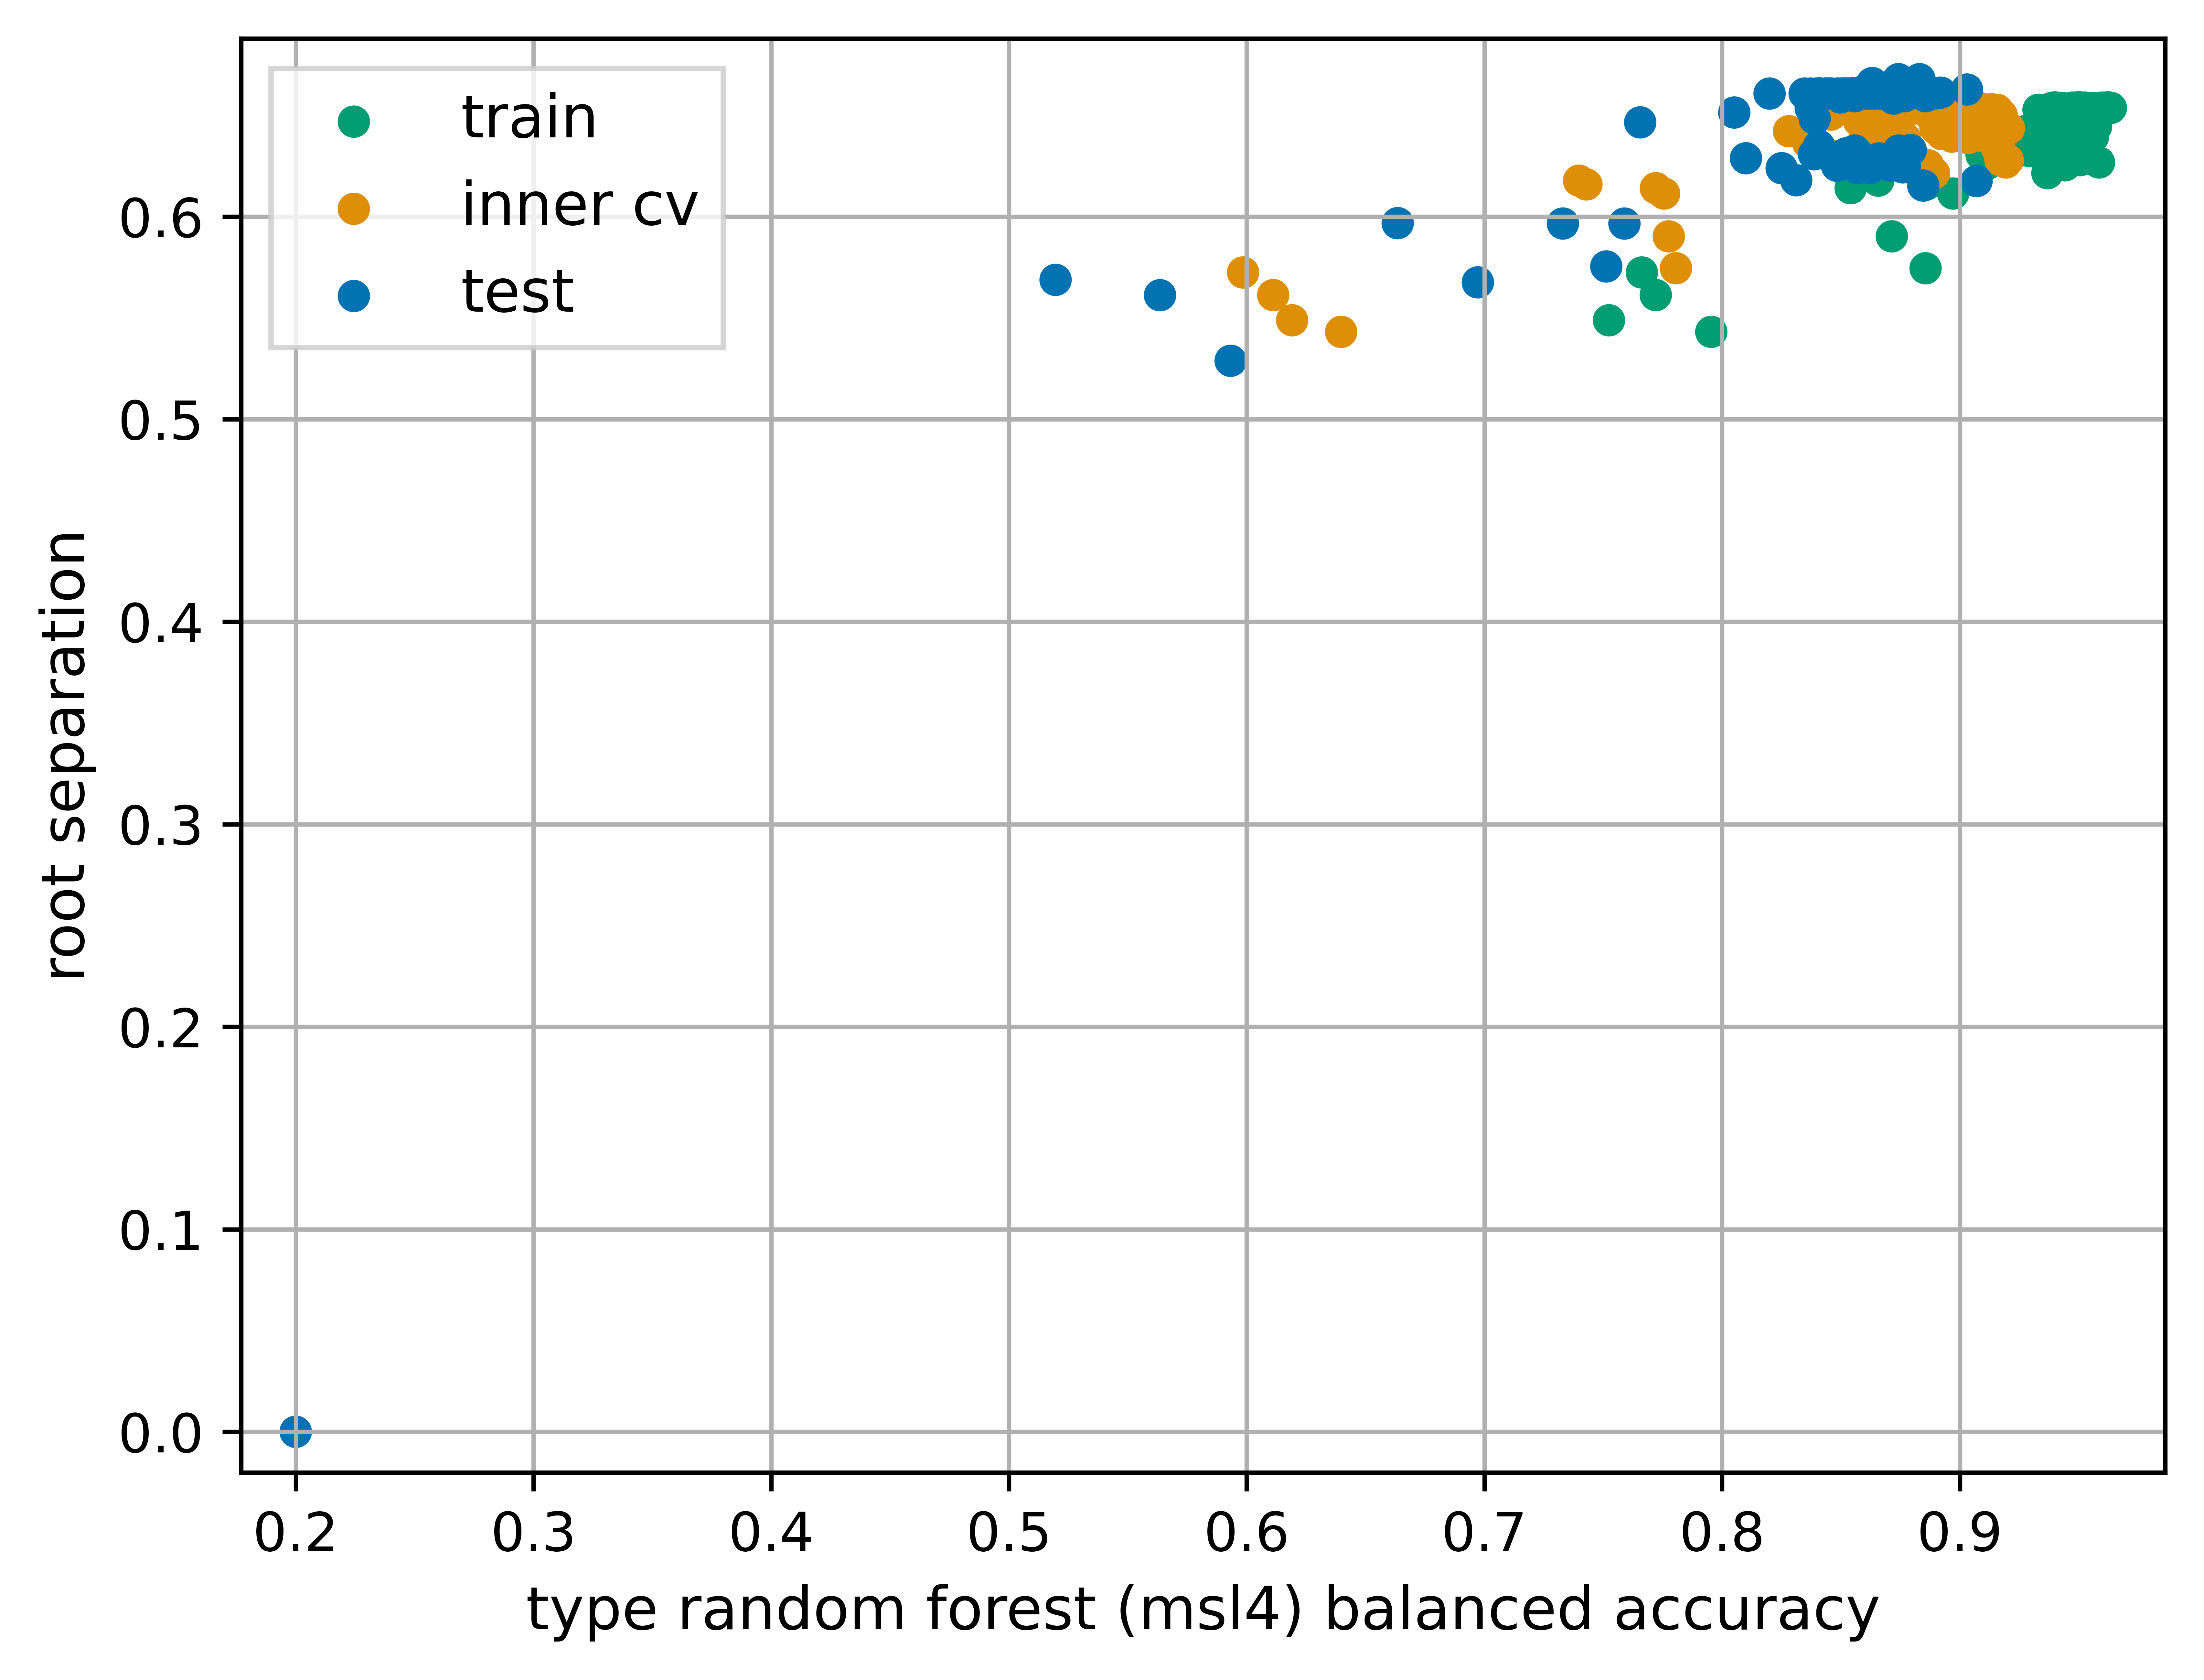 train
inner cv
test
root separation
0.6
0.5
0.4
0.3
0.2
0.1
0.0
0.2 0.3 0.4 0.5 0.6 0.7 0.8 0.9
type random forest (msl4) balanced accuracy